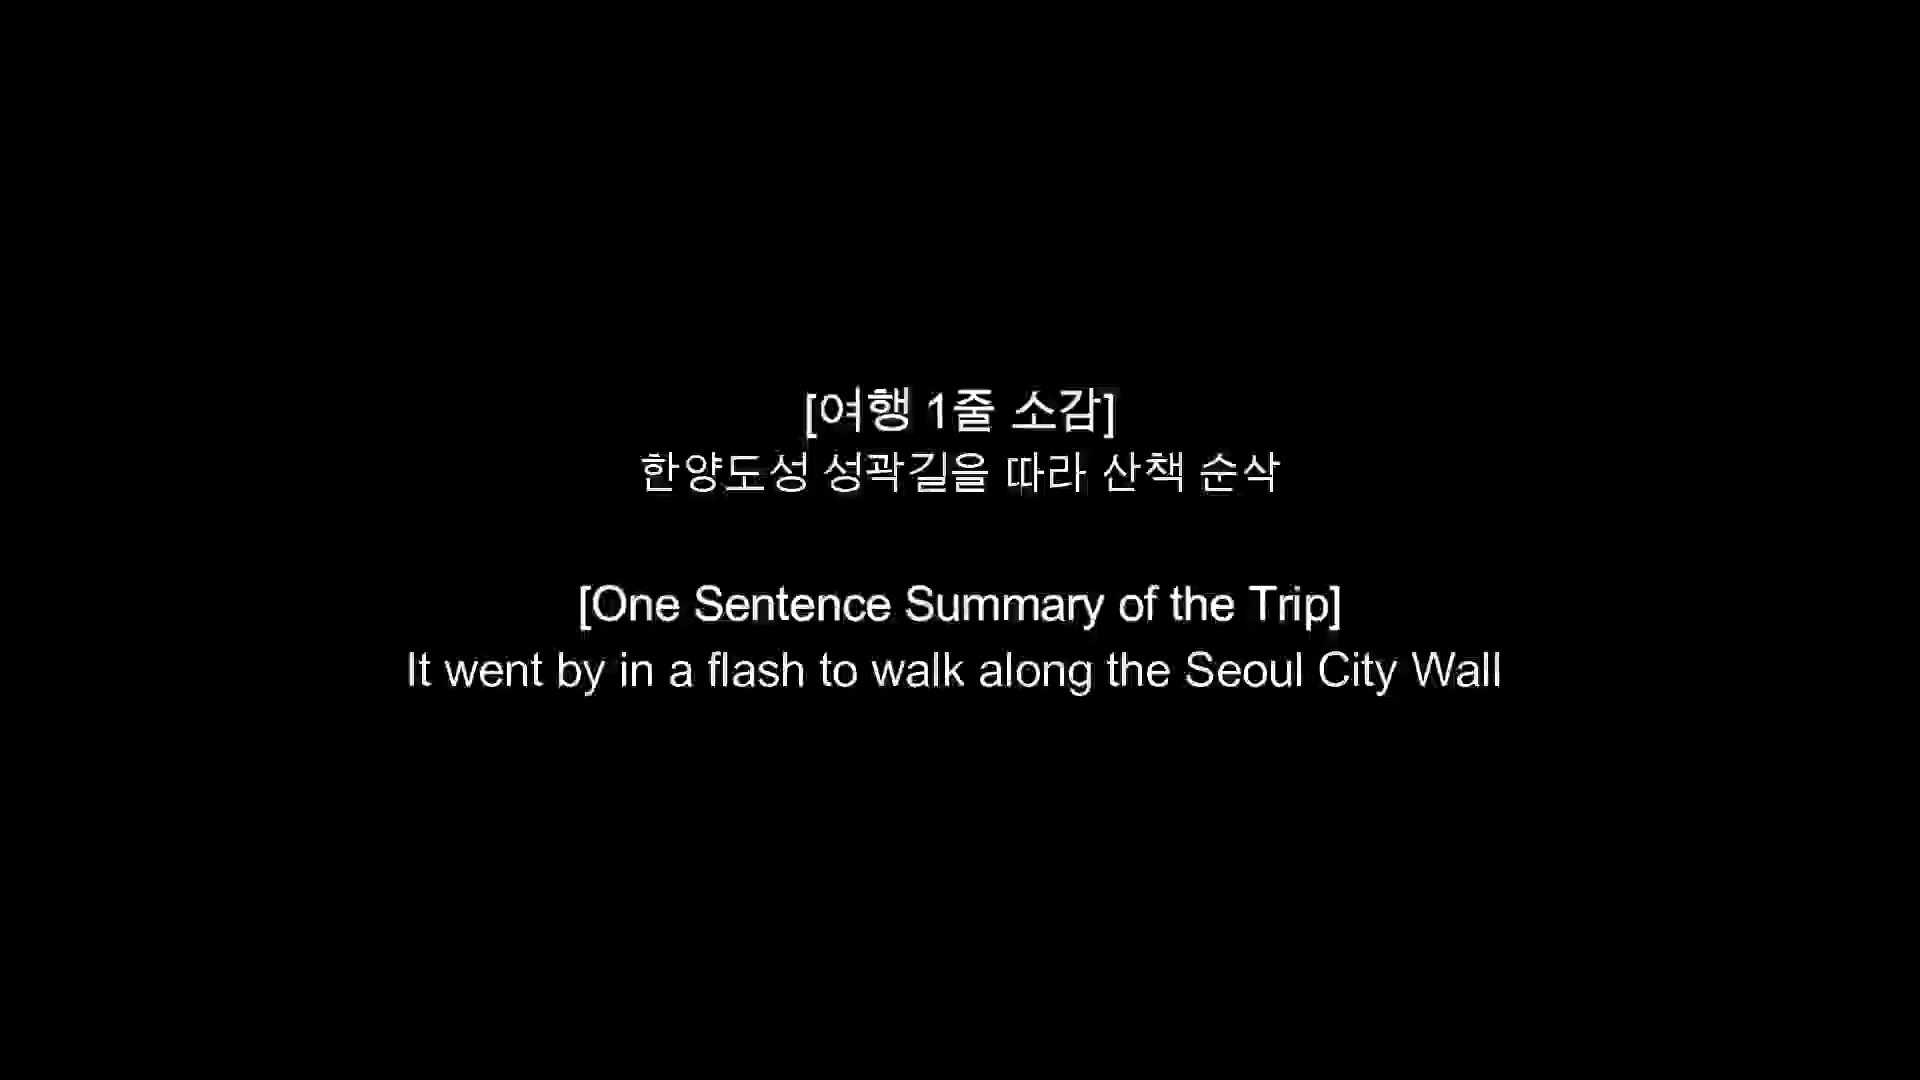 [여행 1줄 소감]
한양도성 성곽길을 따라 산책 순삭
[One Sentence Summary of the Trip]
It went by in a flash to walk along the Seoul City Wall